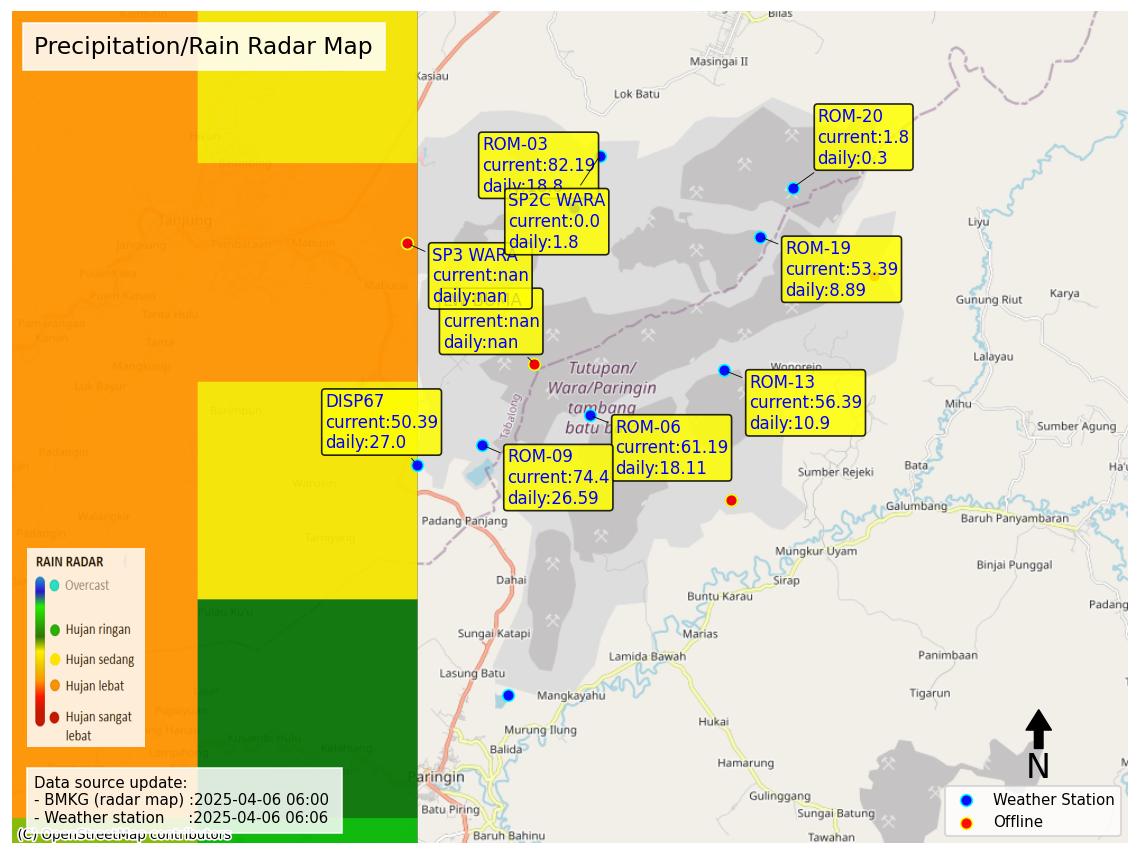 Precipitation/Rain Radar Map
Bilas
Masingai II
Kasiau
Lok Batu
ROM-20
current:1.8
daily:0.3
ROM-03
current:82.19
daily:18.8
SP2C WARA
current:0.0
daily:1.8
Tanjung
Liyu
SP3 WARA
current:nan
daily:nan
ROM-19
current:53.39
daily:8.89
current:nan
daily:nan
Gunung Riut
Karya
Lalayau
Wonorejo
Tutupan/
Wara/Paringin
tambang
Tabalong
ROM-13
current:56.39
daily:10.9
DISP67
current:50.39
daily:27.0
Mihu
ROM-06
current:61.19
daily:18.11
Sumber Agung
ROM-09
current:74.4
daily:26.59
Sumber Rejeki
Bata
Galumbang
Baruh Panyambaran
Padang Panjang
Mungkur Uyam
Binjai Punggal
Dahai
Sirap
Buntu Karau
Padang
Sungai Katapi
Marias
Lamida Bawah
Panimbaan
Lasung Batu
Mangkayahu
Tigarun
Murung Ilung
Hukai
Balida
Hamarung
Paringin
Gulinggang
Batu Piring
Sungai Batung
Baruh Bahinu
Tawahan
RAIN RADAR
Overcast
Hujan ringan
Hujan sedang
Hujan lebat
Hujan sangat
lebat
Data source update:
- BMKG (radar map) :2025-04-06 06:00
- Weather station :2025-04-06 06:06
(C) OpenStreetMap contributors
N
Weather Station
Offline